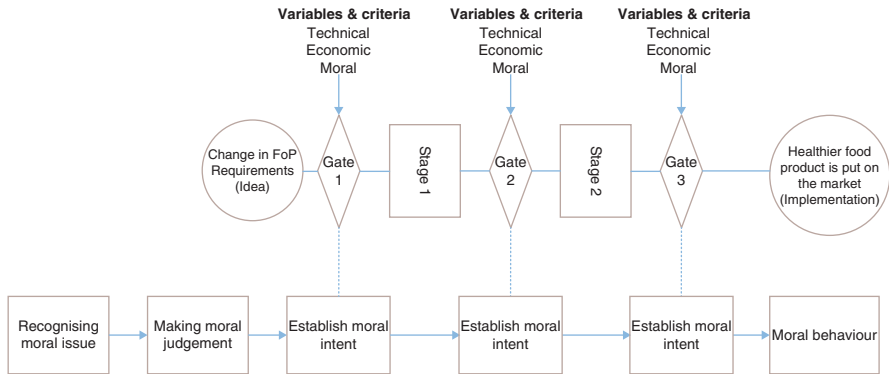 Variables & criteria
Technical
Economic
Moral
Variables & criteria
Technical
Economic
Moral
Variables & criteria
Technical
Economic
Moral
Change in FoP
Requirements
(Idea)
Gate
1
Stage 1
Gate
2
Stage 2
Gate
3
Healthier food
product is put on
the market
(Implementation)
Recognising
moral issue
Making moral
judgement
Establish moral
intent
Establish moral
intent
Establish moral
intent
Moral behaviour